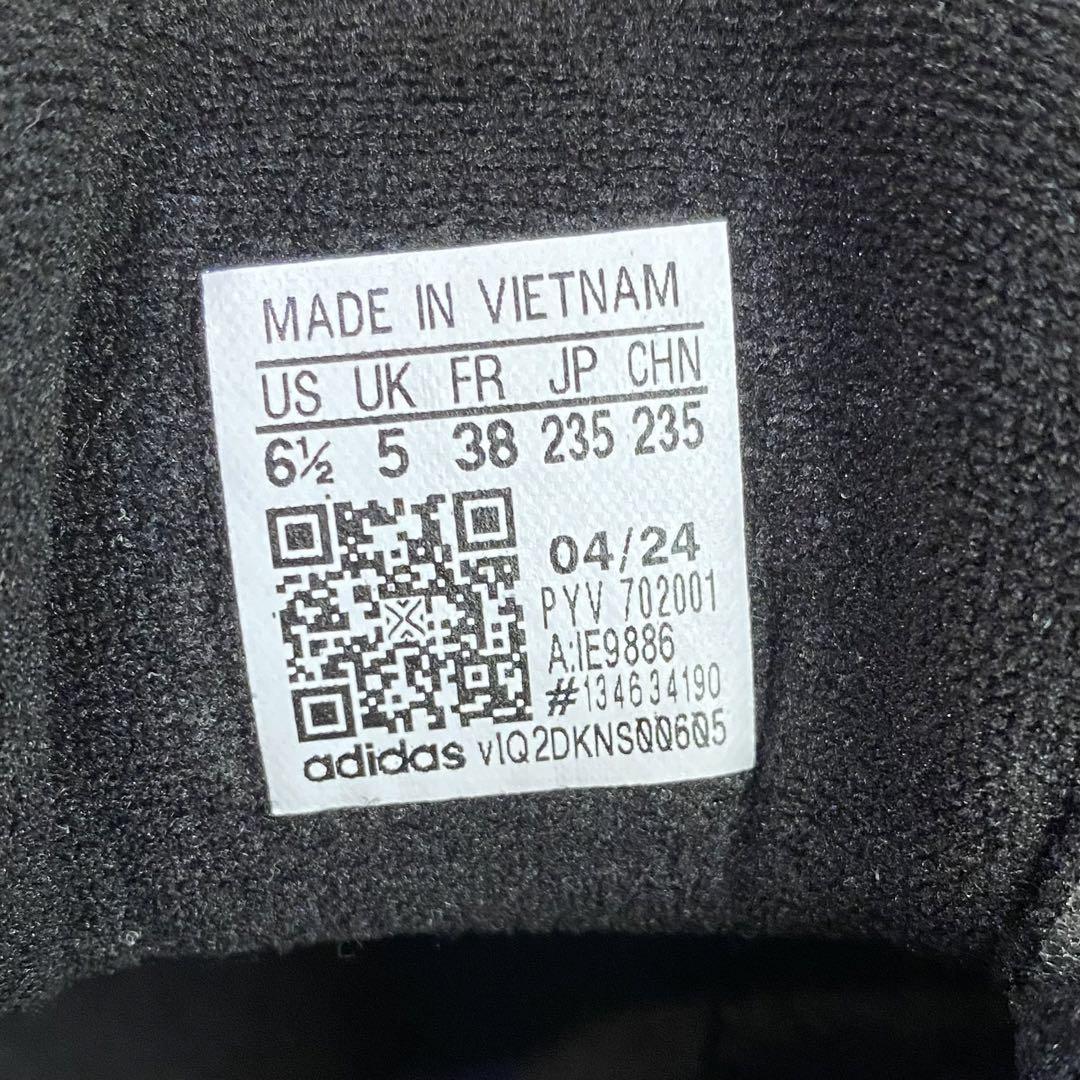 MADE IN VIETNAM
US UK FR JP CHN
6½ 5 38 235 235
04/24
PYV 702001
A:IE9886
#134634190
adidas vIQ2DKNS00605